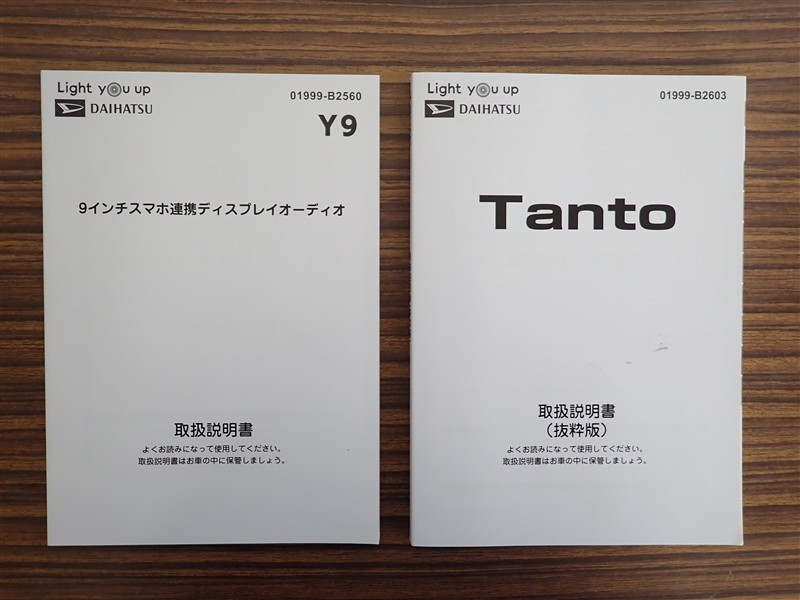 Light you up
DAIHATSU
01999-B2560
Y9
9インチスマホ連携ディスプレイオーディオ
取扱説明書
よくお読みになって使用してください。
取扱説明書はお車の中に保管しましょう。
Light you up
DAIHATSU
01999-B2603
Tanto
取扱説明書
(抜粋版)
よくお読みになって使用してください。
取扱説明書はお車の中に保管しましょう。